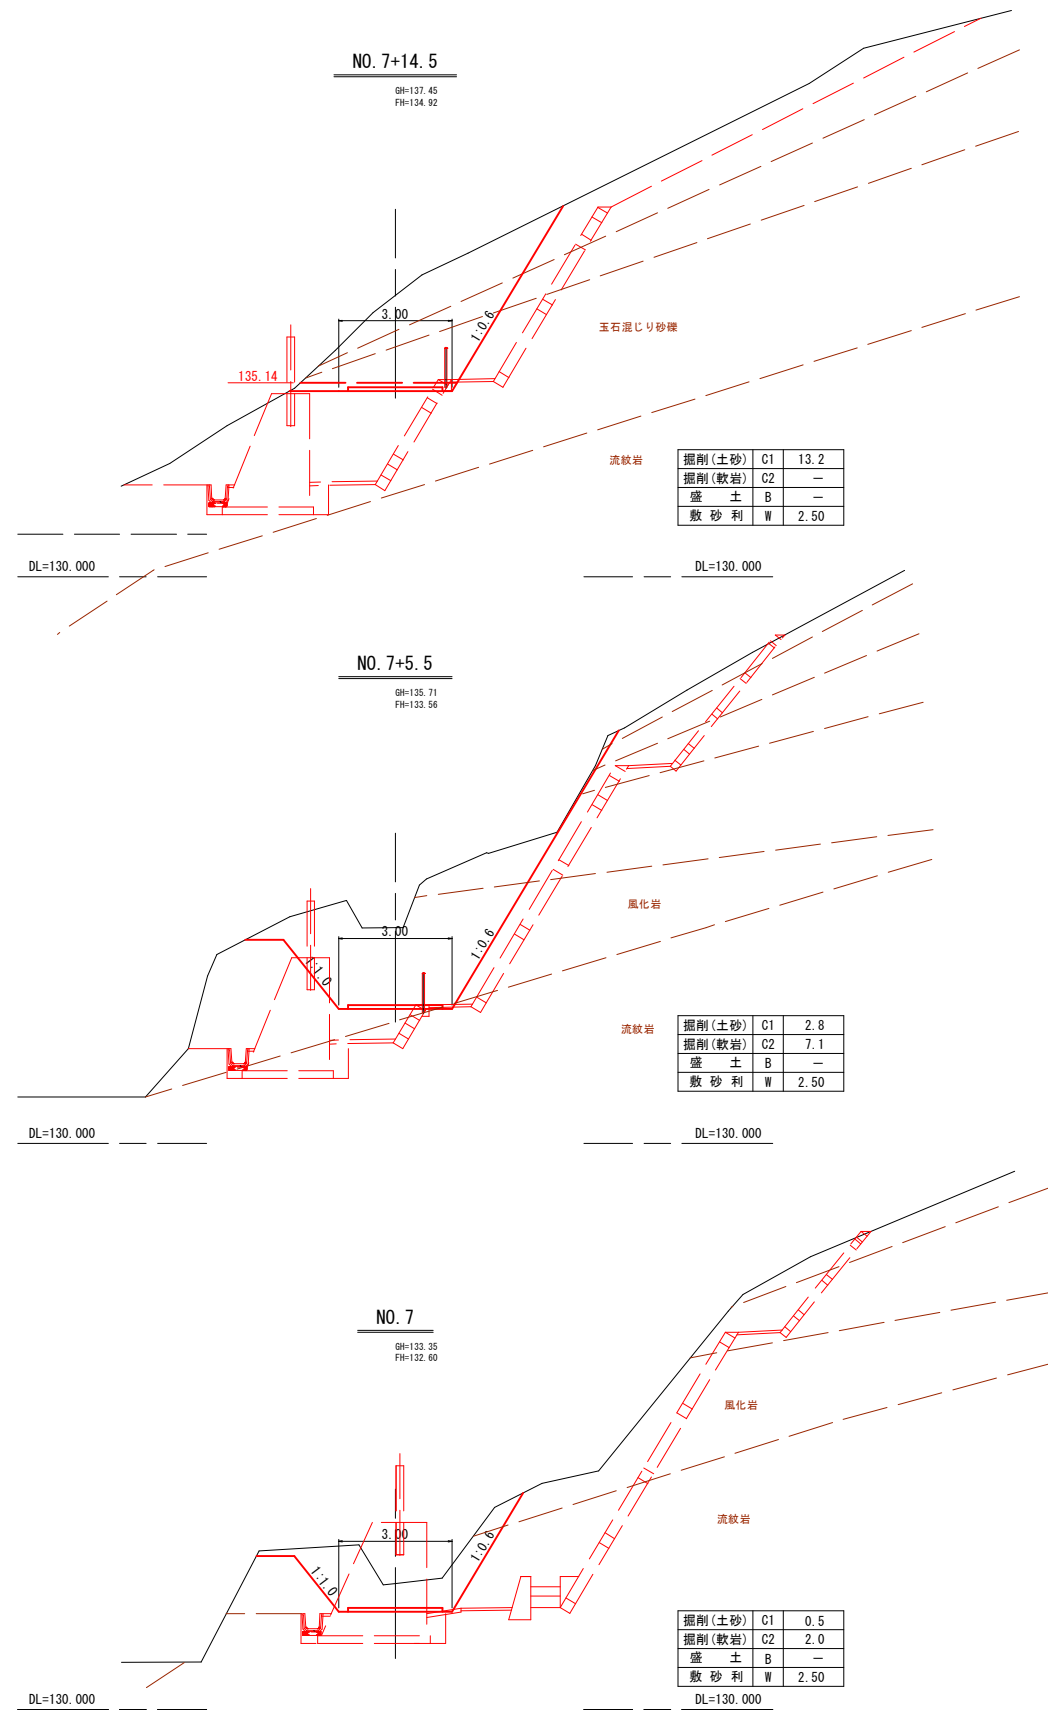 NO. 7+14. 5
GH=137. 45
FH=134. 92
3.00
1:0.6
玉石混じり砂礫
135.14
流紋岩
掘削(土砂) C1 13.2
掘削(軟岩) C2 －
盛 土 B －
敷 砂 利 W 2.50
DL=130.000 DL=130.000
NO. 7+5. 5
GH=135. 71
FH=133. 56
風化岩
3.00
1:0.6
1:1.0
流紋岩
掘削(土砂) C1 2.8
掘削(軟岩) C2 7.1
盛 土 B －
敷 砂 利 W 2.50
DL=130.000 DL=130.000
NO. 7
GH=133. 35
FH=132. 60
風化岩
流紋岩
3.00
1:0.6
1:1.0
掘削(土砂) C1 0.5
掘削(軟岩) C2 2.0
盛 土 B －
敷 砂 利 W 2.50
DL=130.000 DL=130.000